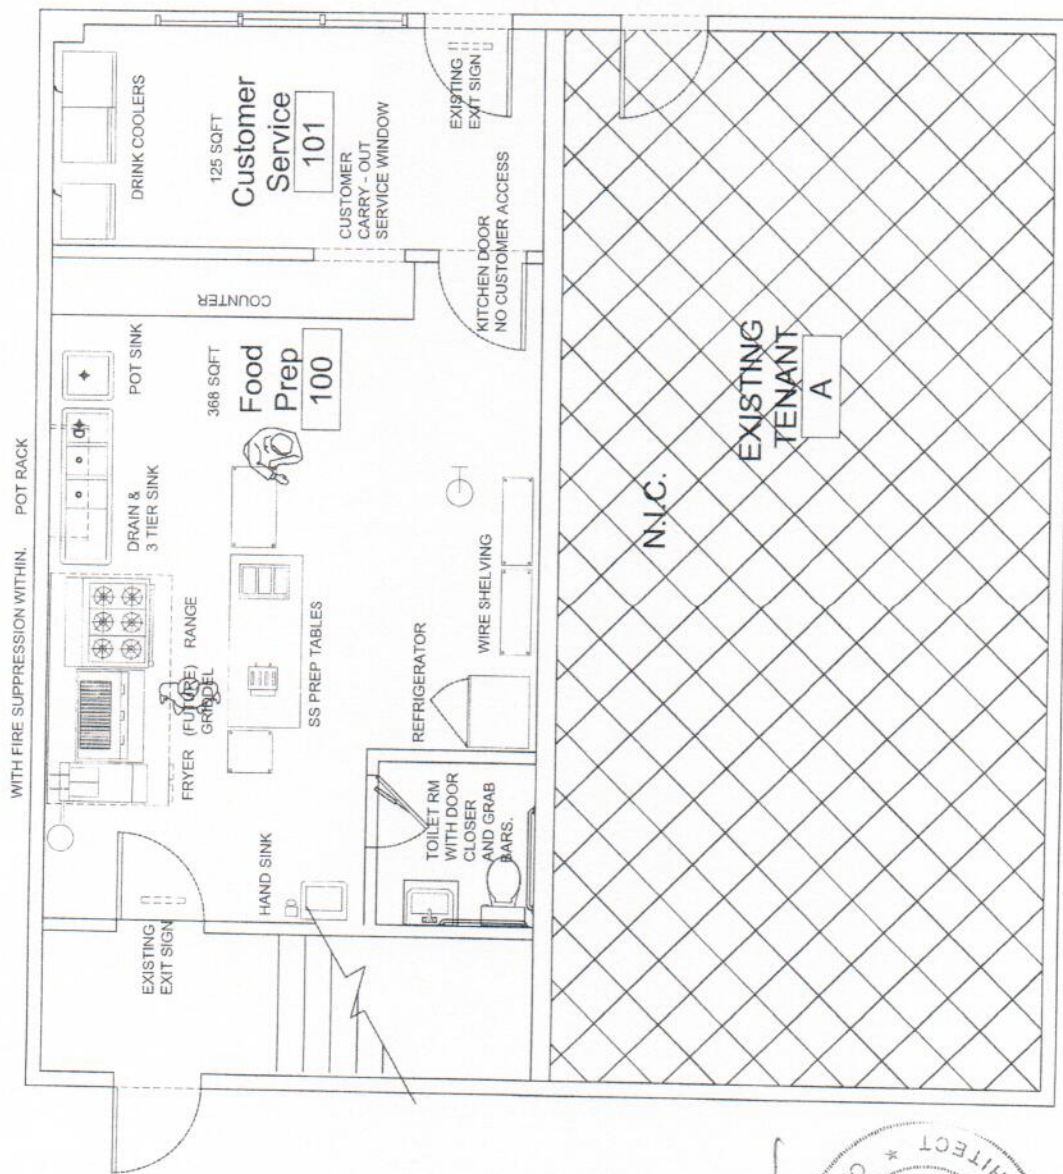 WITH FIRE SUPPRESSION WITHIN.
POT RACK
DRINK COOLERS
125 SQFT
Customer
Service
101
CUSTOMER
CARRY - OUT
SERVICE WINDOW
EXISTING
EXIT SIGN
KITCHEN DOOR
NO CUSTOMER ACCESS
COUNTER
POT SINK
368 SQFT
Food
Prep
100
DRAIN &
3 TIER SINK
FRYER (FUTURE) RANGE
GRIDDEL
SS PREP TABLES
WIRE SHELVING
REFRIGERATOR
TOILET RM
WITH DOOR
CLOSER
AND GRAB
BARS.
HAND SINK
EXISTING
EXIT SIGN
N.I.C.
EXISTING
TENANT
A